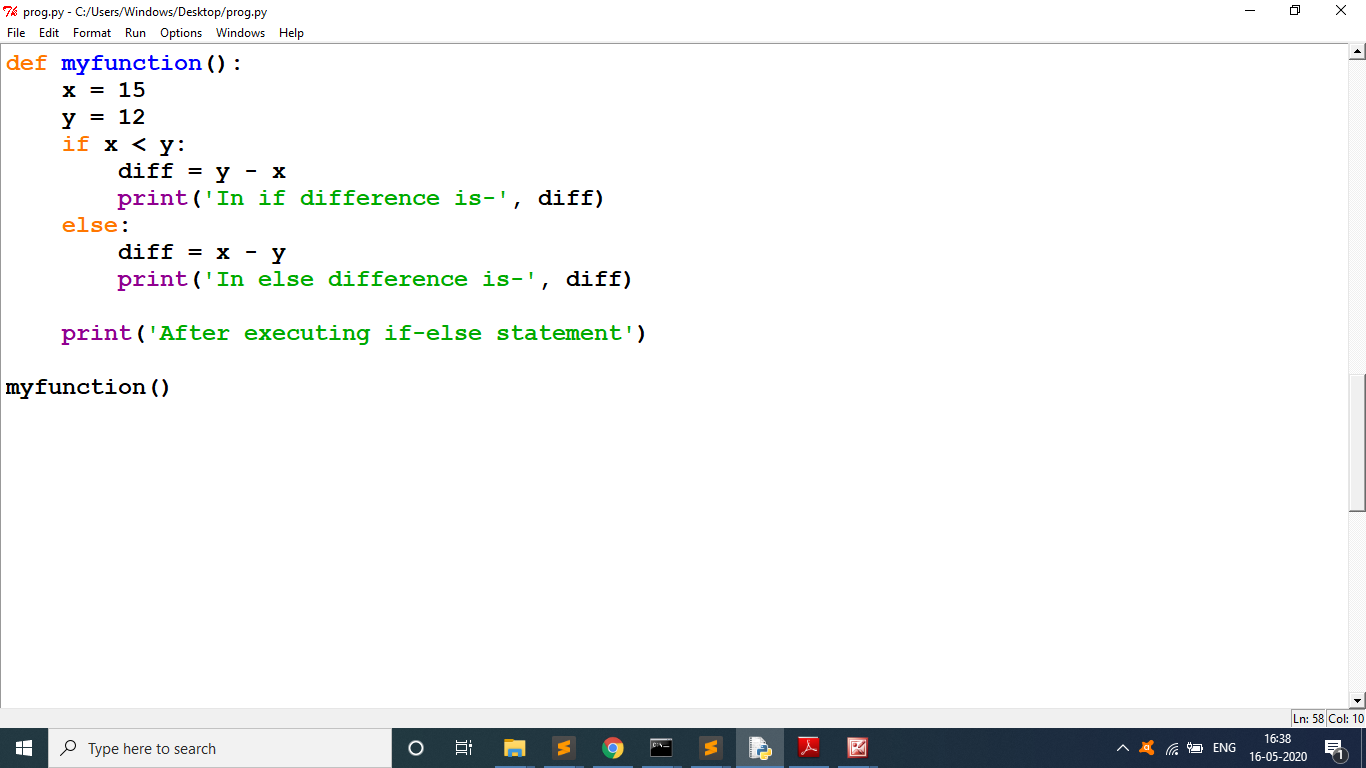 prog.py - C:/Users/Windows/Desktop/prog.py
File Edit Format Run Options Windows Help
def myfunction():
    x = 15
    y = 12
    if x < y:
        diff = y - x
        print('In if difference is-', diff)
    else:
        diff = x - y
        print('In else difference is-', diff)
    print('After executing if-else statement')
myfunction()
Ln: 58 Col: 10
Type here to search
ENG
16:38
16-05-2020
1